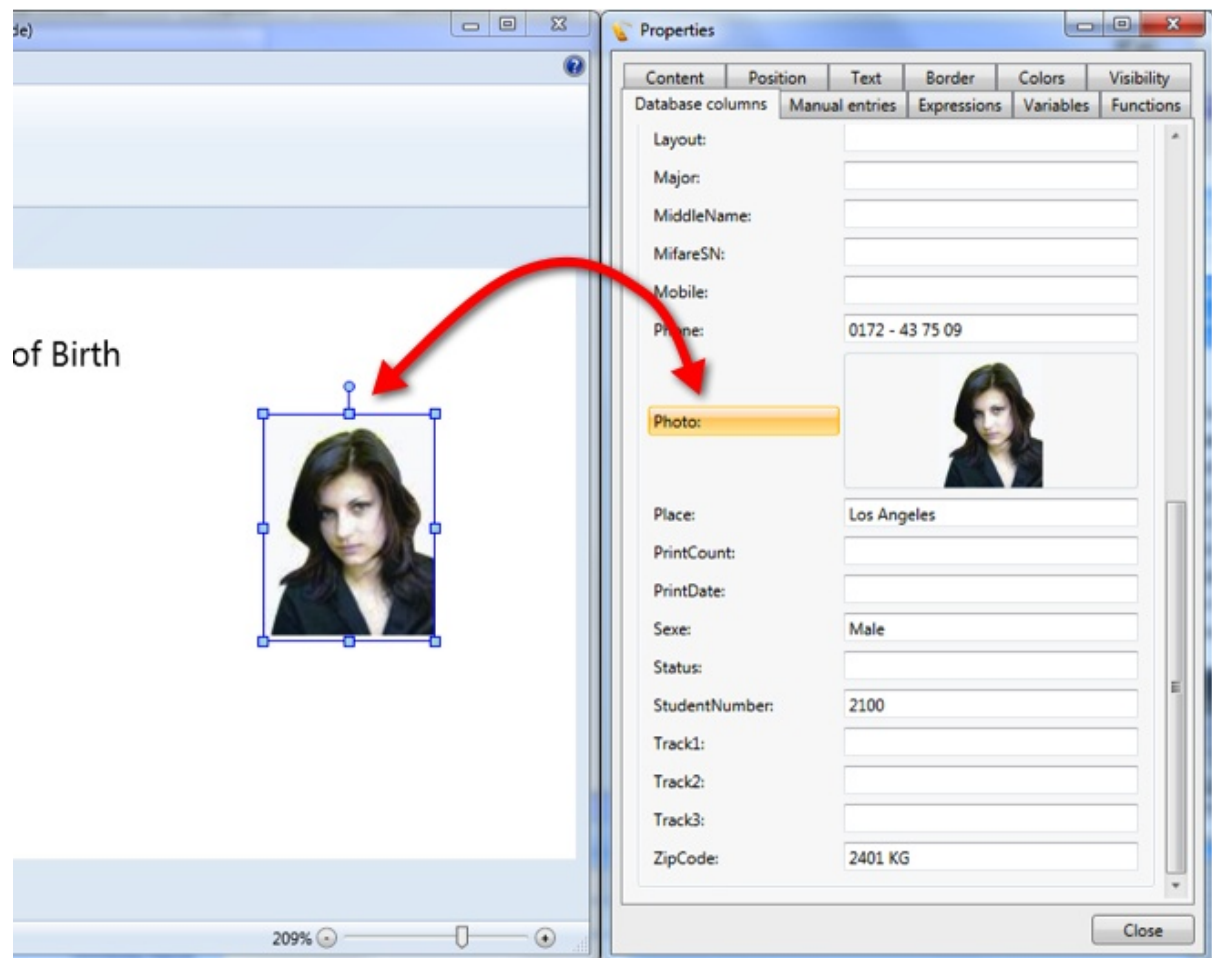 de)
of Birth
209%
Properties
Content Position Text Border Colors Visibility
Database columns Manual entries Expressions Variables Functions
Layout:
Major:
MiddleName:
MifareSN:
Mobile:
Phone: 0172 - 43 75 09
Photo:
Place: Los Angeles
PrintCount:
PrintDate:
Sexe: Male
Status:
StudentNumber: 2100
Track1:
Track2:
Track3:
ZipCode: 2401 KG
Close